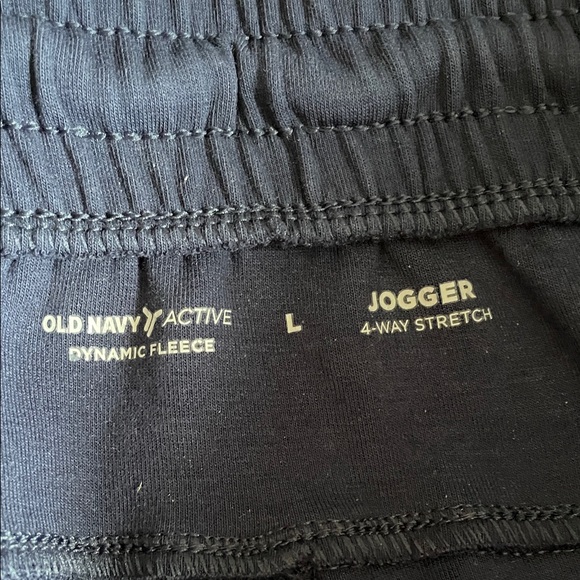 OLD NAVY ACTIVE
DYNAMIC FLEECE
L
JOGGER
4-WAY STRETCH